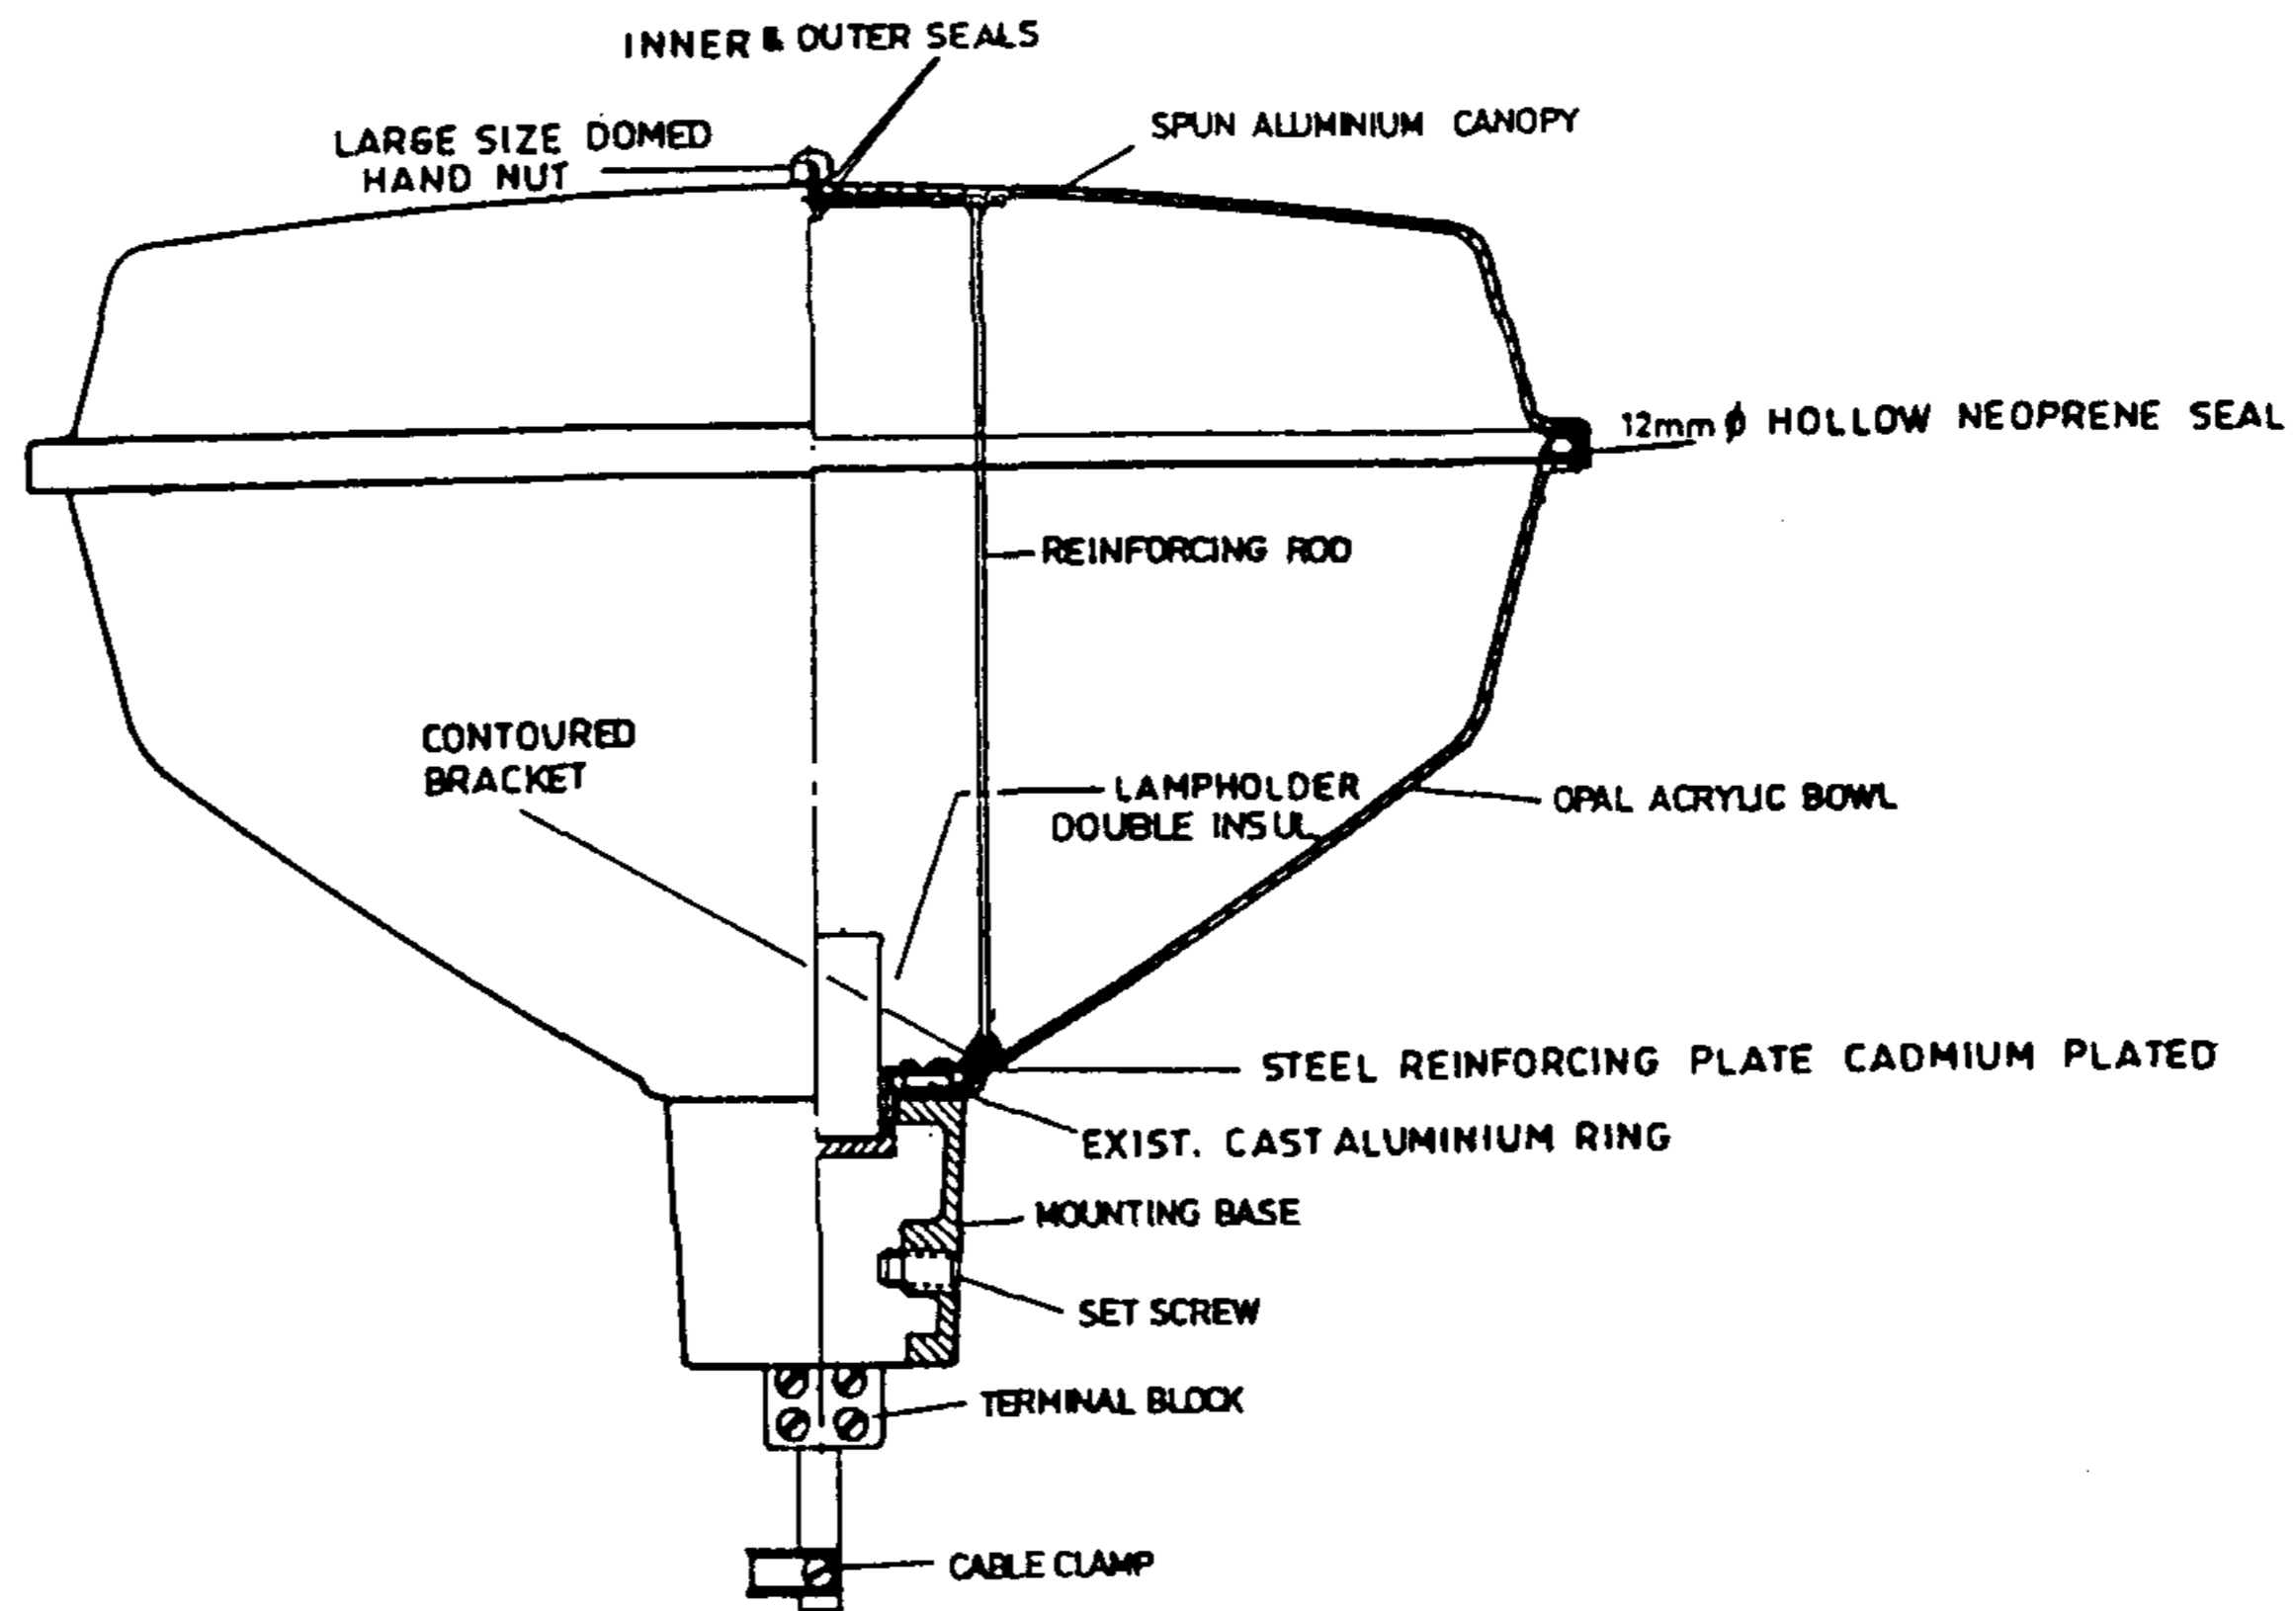 INNER & OUTER SEALS
LARGE SIZE DOMED
HAND NUT
SPUN ALUMINIUM CANOPY
12mm ϕ HOLLOW NEOPRENE SEAL
REINFORCING ROD
CONTOURED
BRACKET
LAMPHOLDER
DOUBLE INSUL
OPAL ACRYLIC BOWL
STEEL REINFORCING PLATE CADMIUM PLATED
EXIST. CAST ALUMINIUM RING
MOUNTING BASE
SET SCREW
TERMINAL BLOCK
CABLE CLAMP